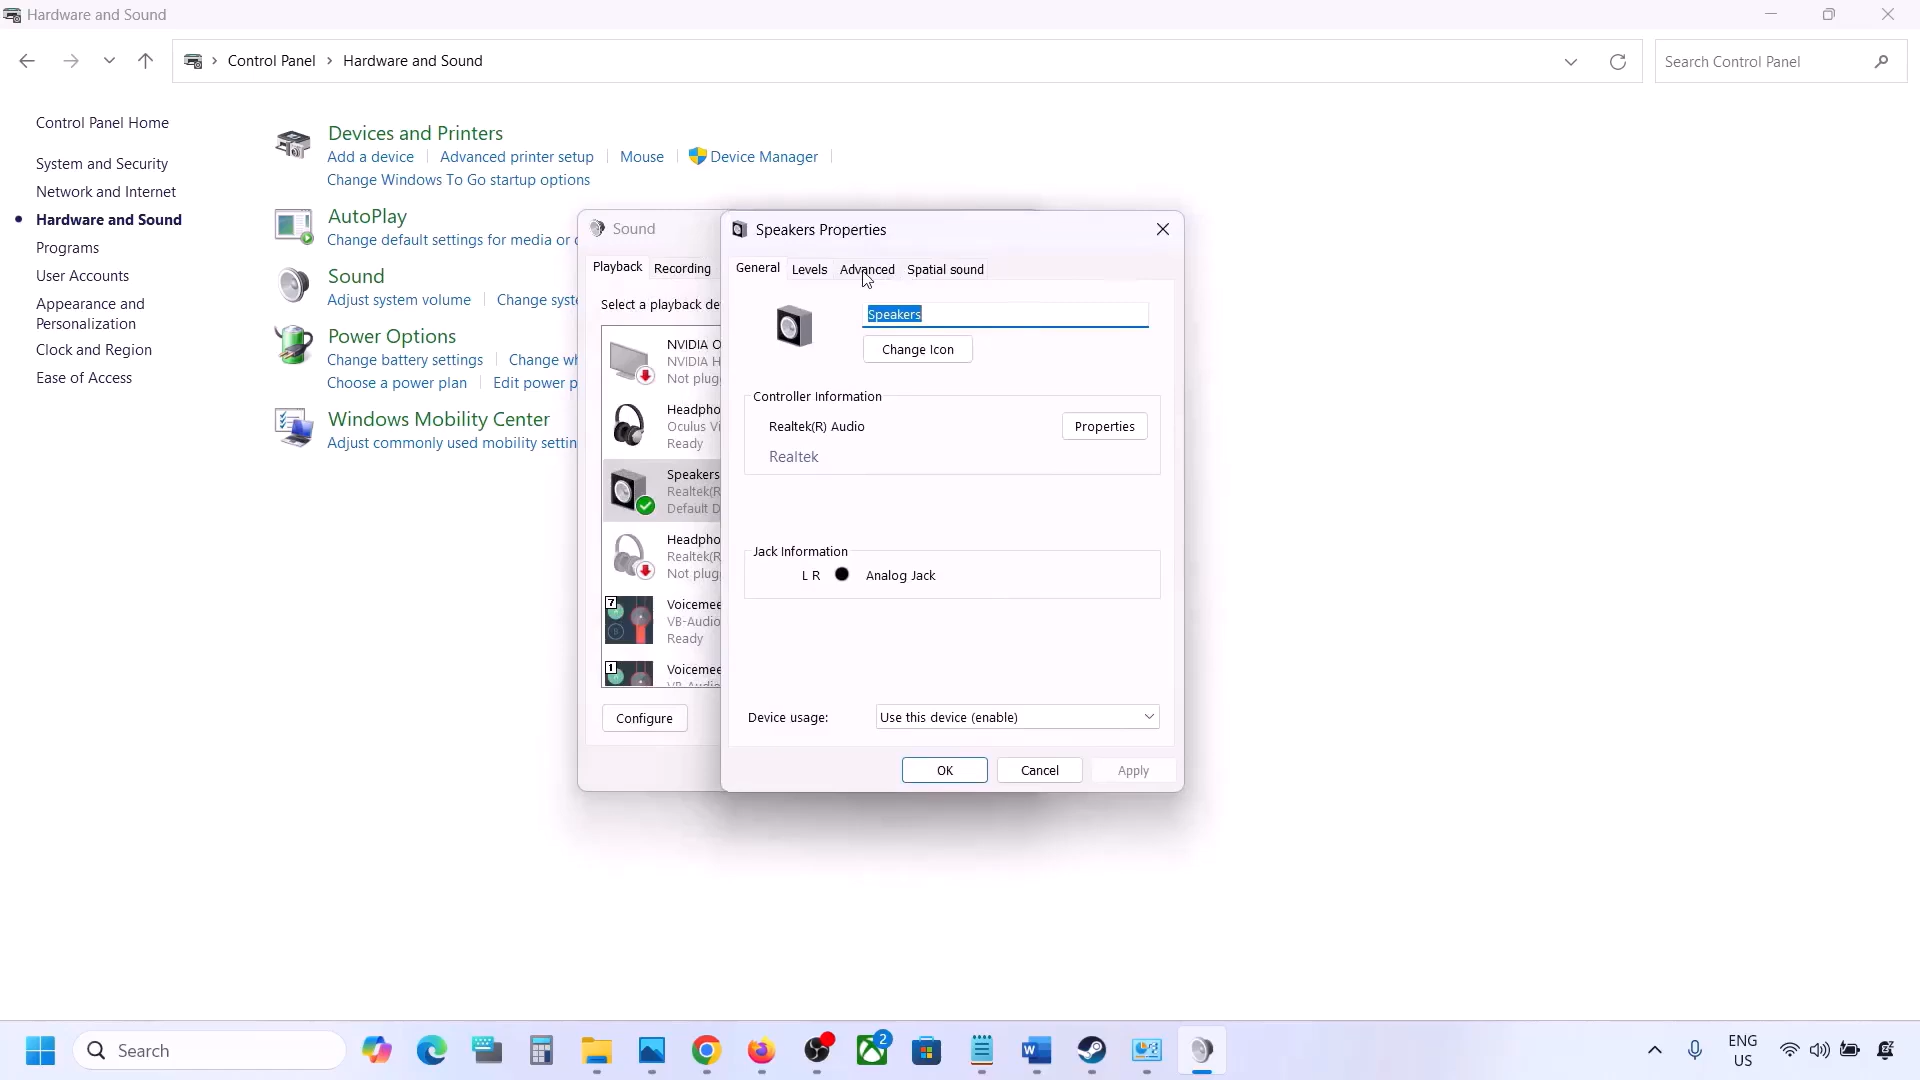 Hardware and Sound
Control Panel > Hardware and Sound
Search Control Panel
Control Panel Home
System and Security
Network and Internet
Hardware and Sound
Programs
User Accounts
Appearance and
Personalization
Clock and Region
Ease of Access
Devices and Printers
Add a device
Advanced printer setup
Mouse
Device Manager
Change Windows To Go startup options
AutoPlay
Change default settings for media or
Sound
Adjust system volume
Change syst
Power Options
Change battery settings
Change wh
Choose a power plan
Edit power p
Windows Mobility Center
Adjust commonly used mobility settin
Sound
Playback
Recording
Select a playback de
NVIDIA O
NVIDIA H
Not plugg
Headpho
Oculus Vi
Ready
Speakers
Realtek(R
Default D
Headpho
Realtek(R
Not plugg
7
Voicemee
VB-Audio
Ready
1
Voicemee
VB-Audio
Configure
Speakers Properties
General
Levels
Advanced
Spatial sound
Speakers
Change Icon
Controller Information
Realtek(R) Audio
Properties
Realtek
Jack Information
L R
Analog Jack
Device usage:
Use this device (enable)
OK
Cancel
Apply
Search
2
ENG
US